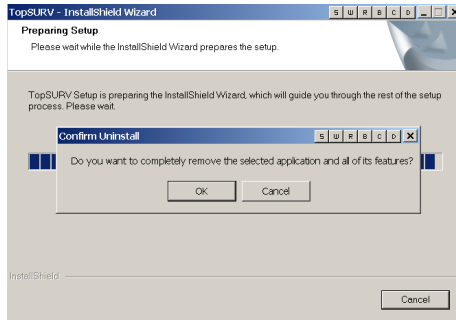 TopSURV - InstallShield Wizard
S W R B C D
Preparing Setup
Please wait while the InstallShield Wizard prepares the setup.
TopSURV Setup is preparing the InstallShield Wizard, which will guide you through the rest of the setup
process. Please wait.
Confirm Uninstall
S W R B C D
Do you want to completely remove the selected application and all of its features?
OK Cancel
InstallShield
Cancel